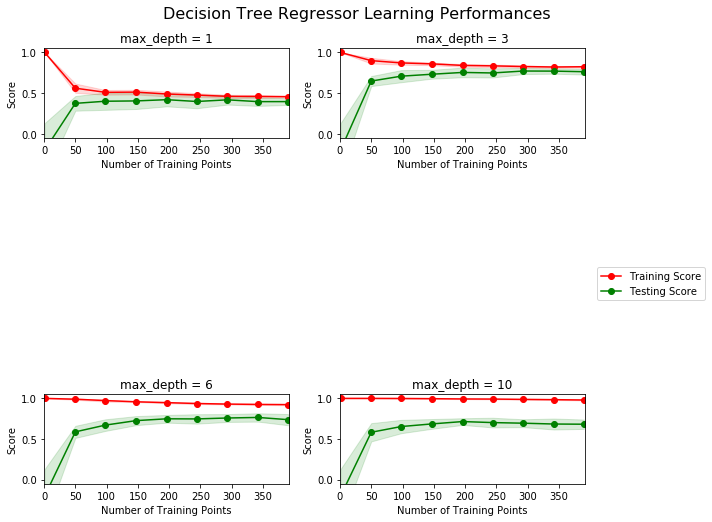 Decision Tree Regressor Learning Performances
max_depth = 1
1.0
0.5
0.0
Score
0 50 100 150 200 250 300 350
Number of Training Points
max_depth = 3
1.0
0.5
0.0
Score
0 50 100 150 200 250 300 350
Number of Training Points
Training Score
Testing Score
max_depth = 6
1.0
0.5
0.0
Score
0 50 100 150 200 250 300 350
Number of Training Points
max_depth = 10
1.0
0.5
0.0
Score
0 50 100 150 200 250 300 350
Number of Training Points